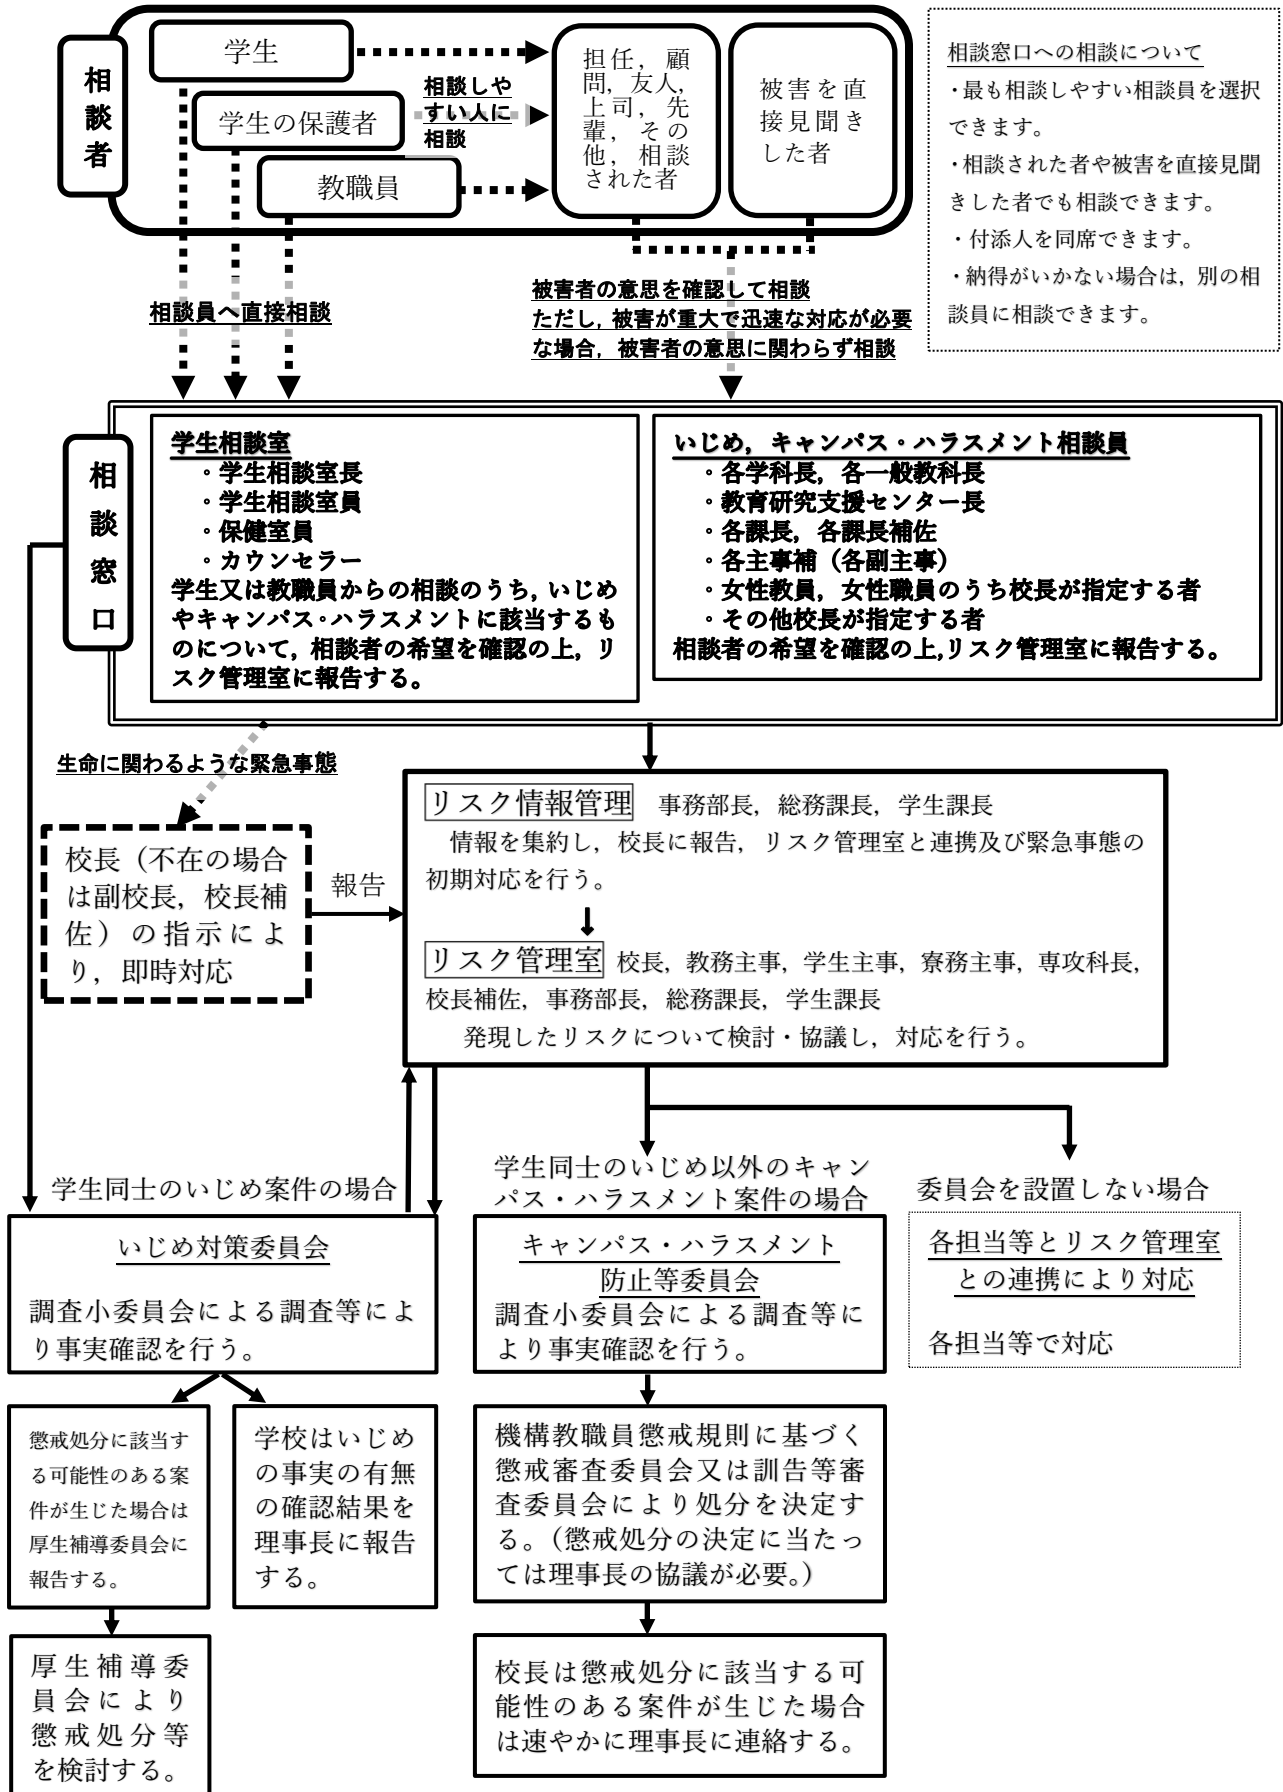 相談者
学生
学生の保護者
教職員
相談しや
すい人に
相談
担任，顧
問，友人，
上司，先
輩，その
他，相談
された者
被害を直
接見聞き
した者
相談窓口への相談について
・最も相談しやすい相談員を選択
できます。
・相談された者や被害を直接見聞
きした者でも相談できます。
・付添人を同席できます。
・納得がいかない場合は，別の相
談員に相談できます。
相談員へ直接相談
被害者の意思を確認して相談
ただし，被害が重大で迅速な対応が必要
な場合，被害者の意思に関わらず相談
相談窓口
学生相談室
・学生相談室長
・学生相談室員
・保健室員
・カウンセラー
学生又は教職員からの相談のうち，いじめ
やキャンパス・ハラスメントに該当するも
のについて，相談者の希望を確認の上，リ
スク管理室に報告する。
いじめ，キャンパス・ハラスメント相談員
・各学科長，各一般教科長
・教育研究支援センター長
・各課長，各課長補佐
・各主事補（各副主事）
・女性教員，女性職員のうち校長が指定する者
・その他校長が指定する者
相談者の希望を確認の上，リスク管理室に報告する。
生命に関わるような緊急事態
校長（不在の場合
は副校長，校長補
佐）の指示によ
り，即時対応
報告
リスク情報管理 事務部長，総務課長，学生課長
情報を集約し，校長に報告，リスク管理室と連携及び緊急事態の
初期対応を行う。
リスク管理室 校長，教務主事，学生主事，寮務主事，専攻科長，
校長補佐，事務部長，総務課長，学生課長
発現したリスクについて検討・協議し，対応を行う。
学生同士のいじめ案件の場合
いじめ対策委員会
調査小委員会による調査等によ
り事実確認を行う。
懲戒処分に該当す
る可能性のある案
件が生じた場合は
厚生補導委員会に
報告する。
学校はいじめ
の事実の有無
の確認結果を
理事長に報告
する。
厚生補導委
員会により
懲戒処分等
を検討する。
学生同士のいじめ以外のキャン
パス・ハラスメント案件の場合
キャンパス・ハラスメント
防止等委員会
調査小委員会による調査等に
より事実確認を行う。
機構教職員懲戒規則に基づく
懲戒審査委員会又は訓告等審
査委員会により処分を決定す
る。（懲戒処分の決定に当たっ
ては理事長の協議が必要。）
校長は懲戒処分に該当する可
能性のある案件が生じた場合
は速やかに理事長に連絡する。
委員会を設置しない場合
各担当等とリスク管理室
との連携により対応
各担当等で対応